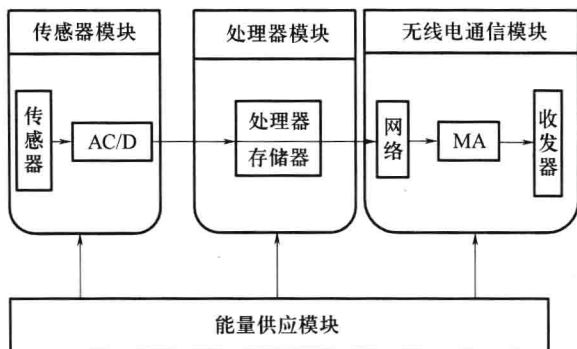 传感器模块
处理器模块
无线电通信模块
传感器
AC/D
处理器
存储器
网络
MA
收发器
能量供应模块